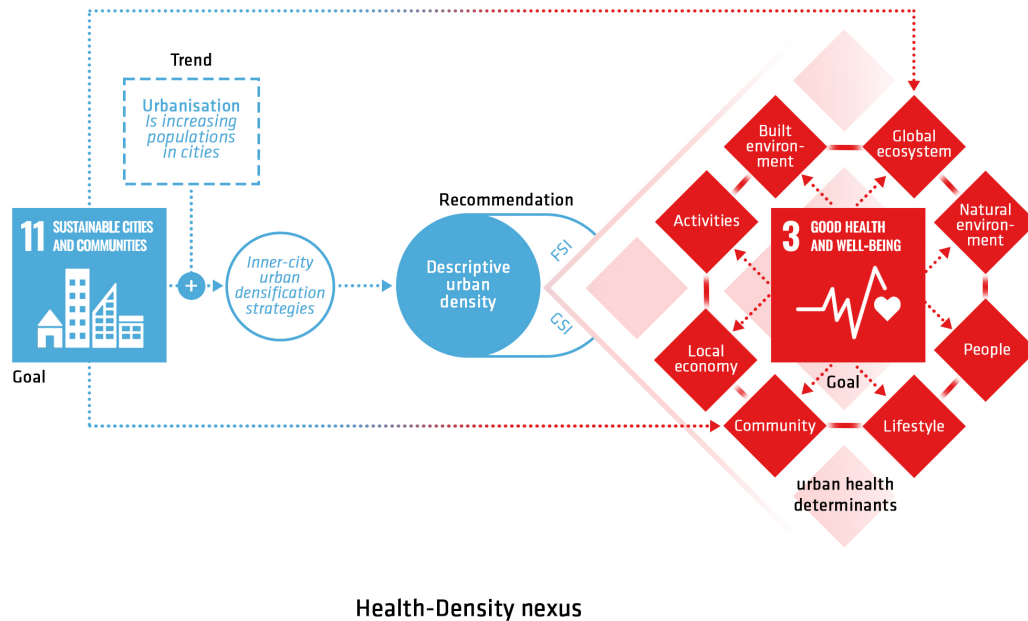 Trend
Urbanisation
Is increasing
populations
in cities
11 SUSTAINABLE CITIES
AND COMMUNITIES
Goal
+
Inner-city
urban
densification
strategies
Recommendation
Descriptive
urban
density
FSI
GSI
Built
environ-
ment
Global
ecosystem
Activities
Natural
environ-
ment
3 GOOD HEALTH
AND WELL-BEING
Local
economy
People
Goal
Community
Lifestyle
urban health
determinants
Health-Density nexus